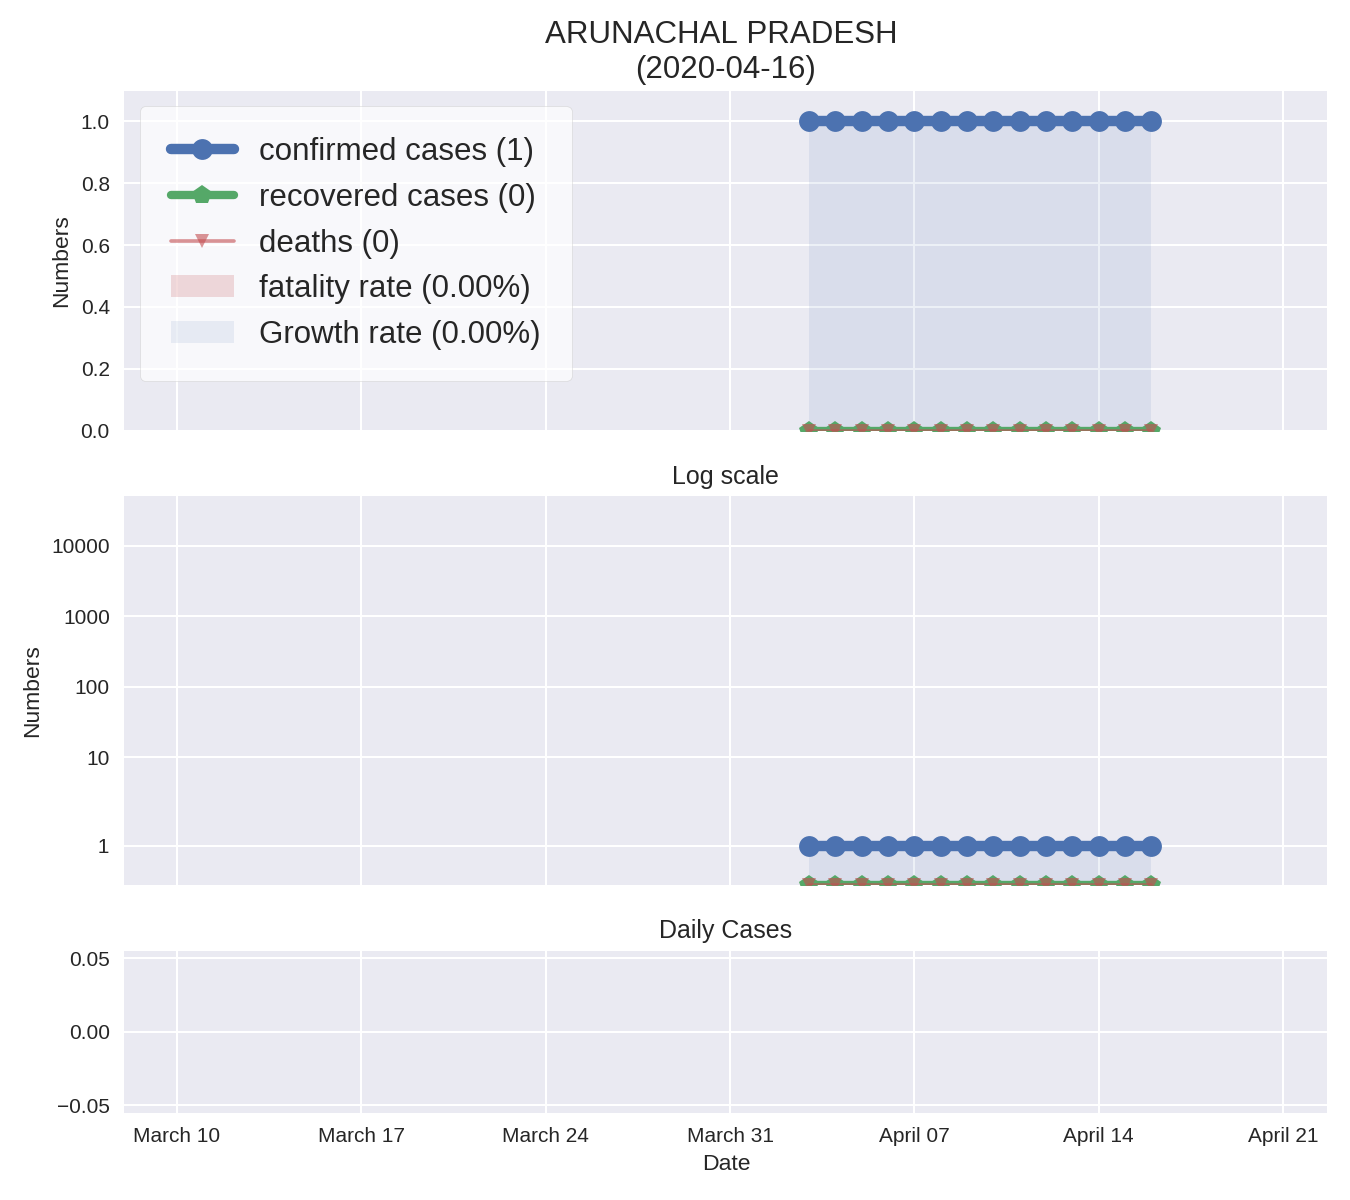 ARUNACHAL PRADESH
(2020-04-16)
1.0
0.8
0.6
0.4
0.2
0.0
Numbers
confirmed cases (1)
recovered cases (0)
deaths (0)
fatality rate (0.00%)
Growth rate (0.00%)
Log scale
10000
1000
100
10
1
Numbers
Daily Cases
0.05
0.00
−0.05
March 10 March 17 March 24 March 31 April 07 April 14 April 21
Date